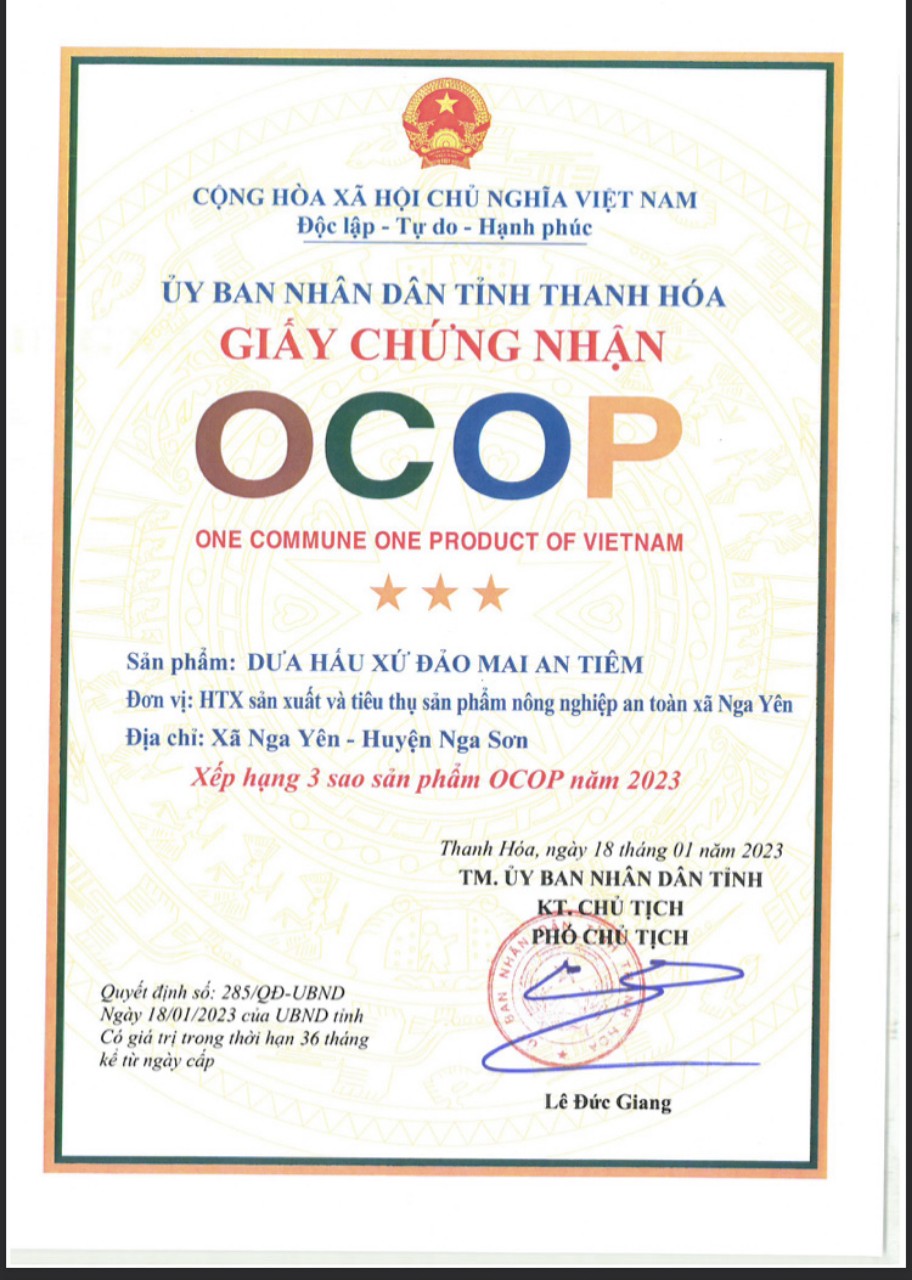 CỘNG HÒA XÃ HỘI CHỦ NGHĨA VIỆT NAM
Độc lập - Tự do - Hạnh phúc
ỦY BAN NHÂN DÂN TỈNH THANH HÓA
GIẤY CHỨNG NHẬN
OCOP
ONE COMMUNE ONE PRODUCT OF VIETNAM
Sản phẩm: DƯA HẤU XỨ ĐẢO MAI AN TIÊM
Đơn vị: HTX sản xuất và tiêu thụ sản phẩm nông nghiệp an toàn xã Nga Yên
Địa chỉ: Xã Nga Yên - Huyện Nga Sơn
Xếp hạng 3 sao sản phẩm OCOP năm 2023
Thanh Hóa, ngày 18 tháng 01 năm 2023
TM. ỦY BAN NHÂN DÂN TỈNH
KT. CHỦ TỊCH
PHÓ CHỦ TỊCH
Quyết định số: 285/QĐ-UBND
Ngày 18/01/2023 của UBND tỉnh
Có giá trị trong thời hạn 36 tháng
kể từ ngày cấp
Lê Đức Giang